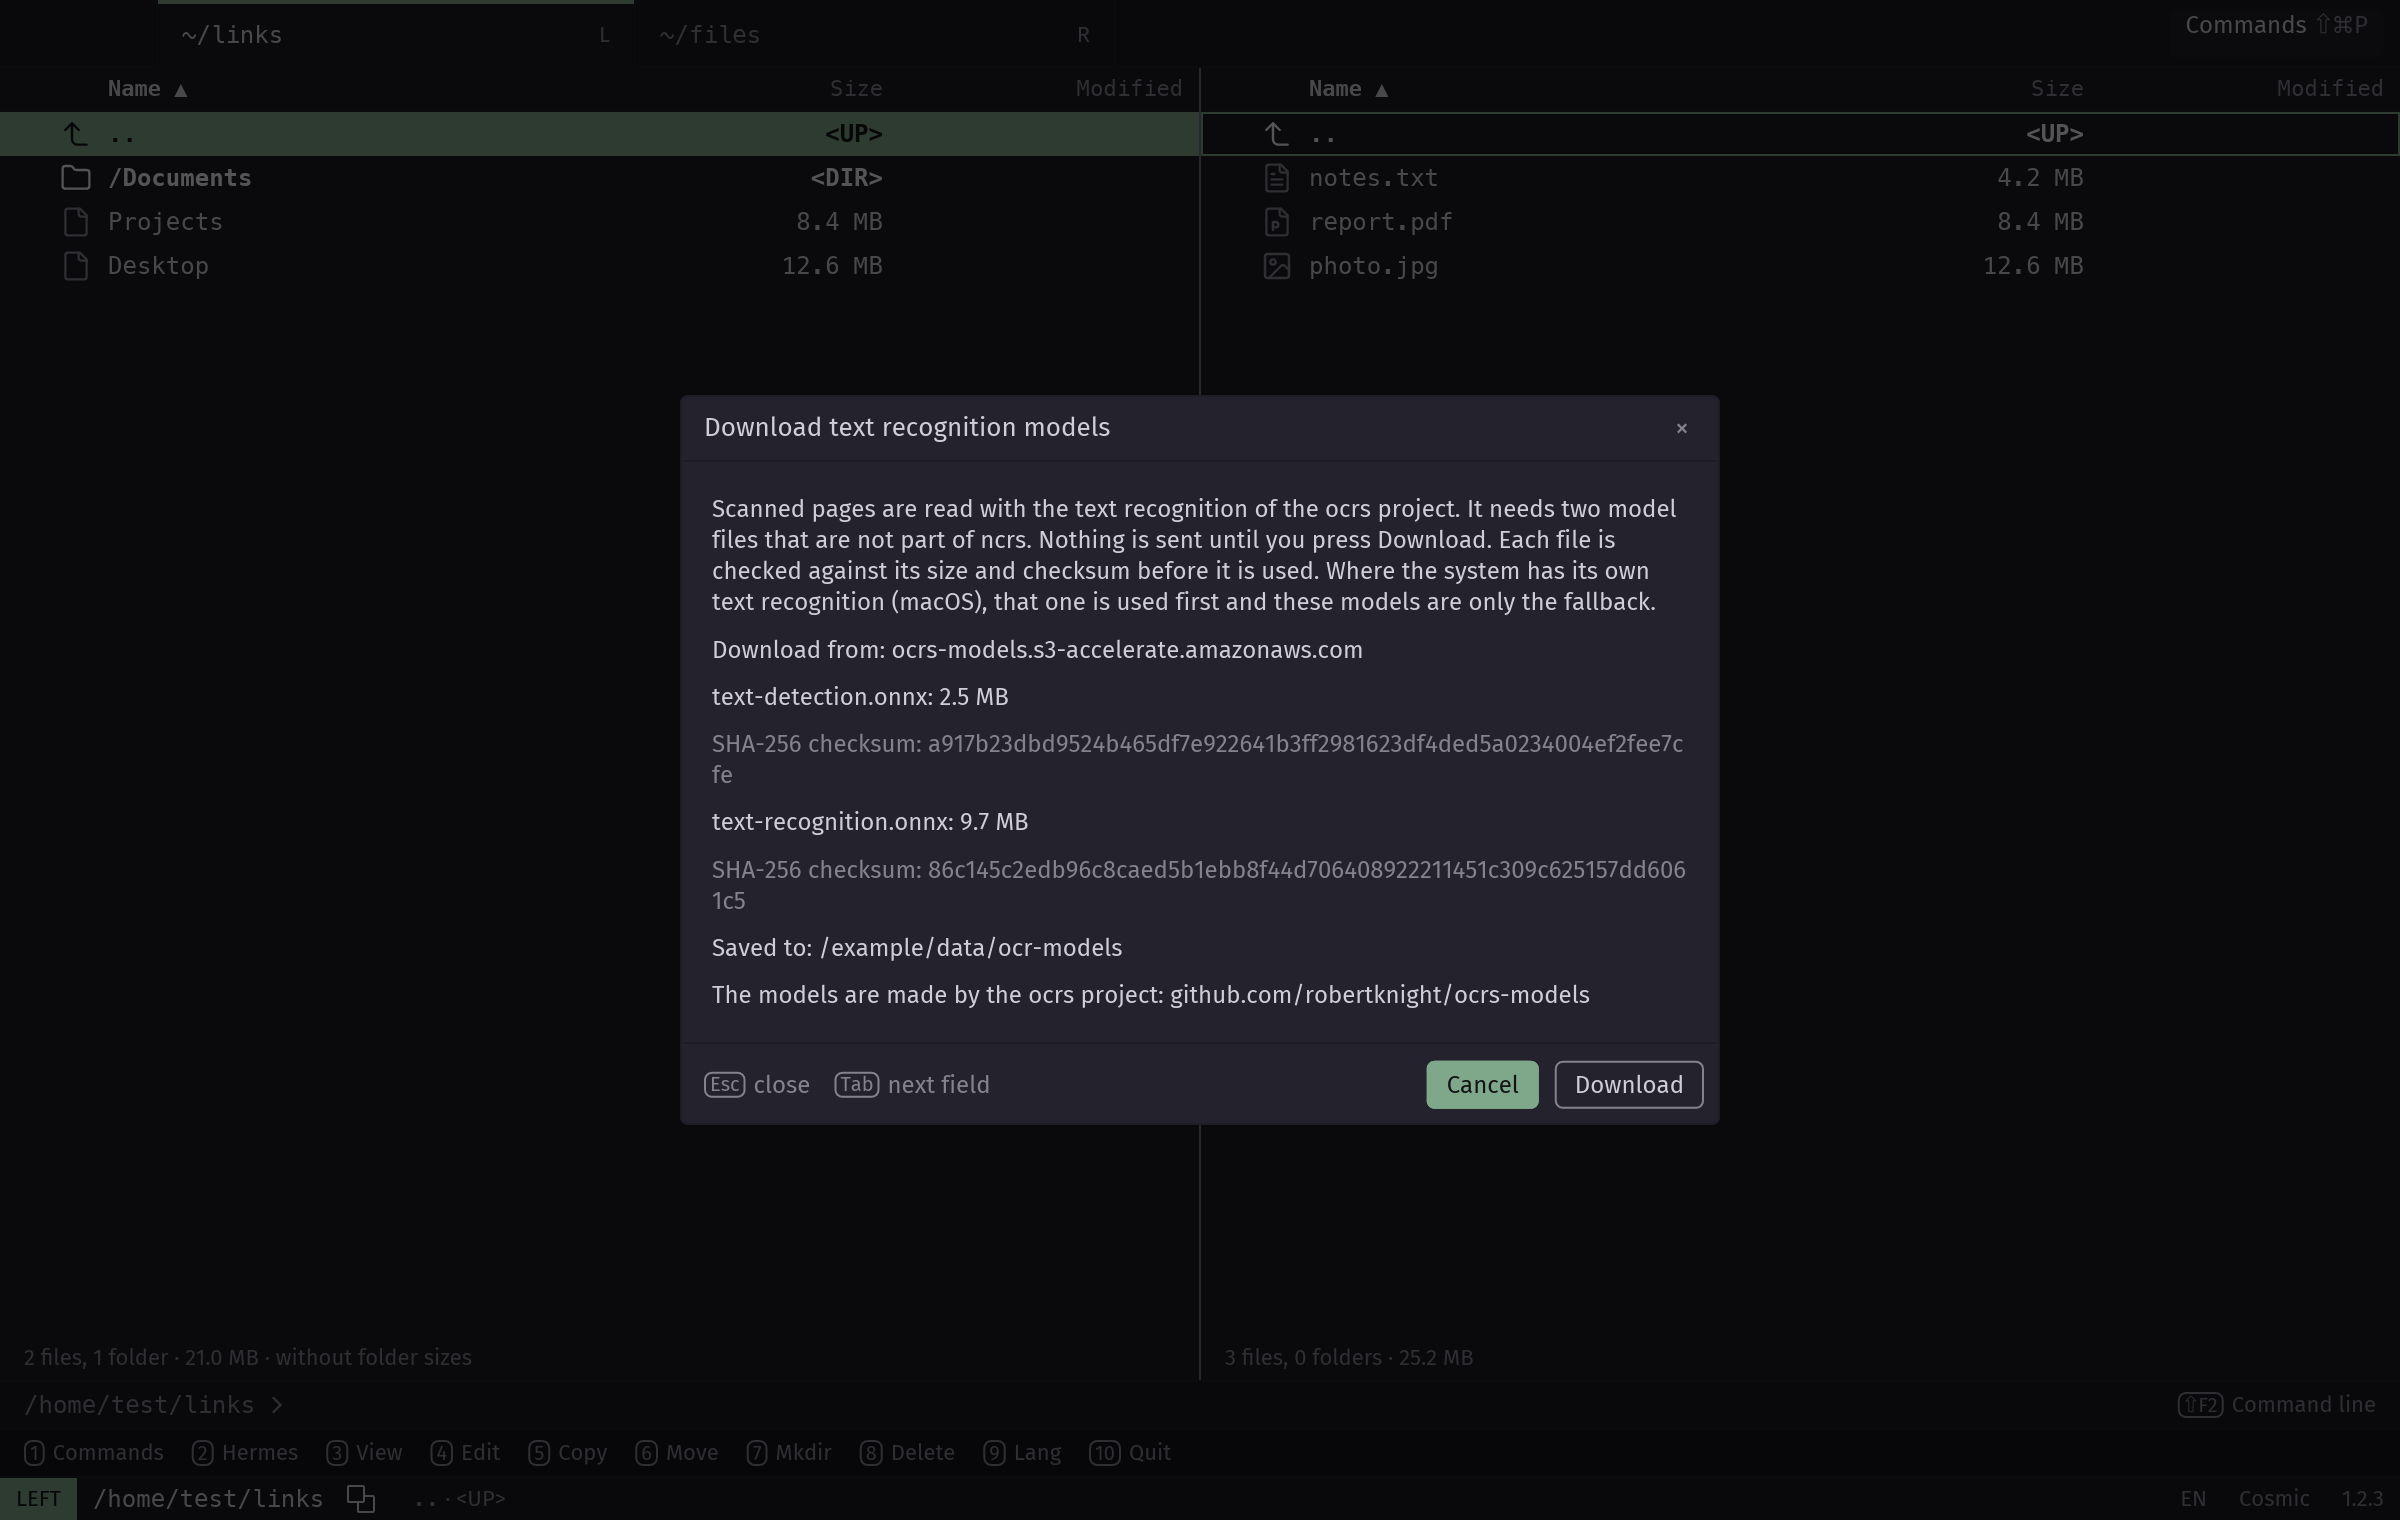 ~/links L ~/files R Commands ⇧⌘P
Name ▲ Size Modified Name ▲ Size Modified
.. <UP> .. <UP>
/Documents <DIR> notes.txt 4.2 MB
Projects 8.4 MB report.pdf 8.4 MB
Desktop 12.6 MB photo.jpg 12.6 MB
Download text recognition models ×
Scanned pages are read with the text recognition of the ocrs project. It needs two model
files that are not part of ncrs. Nothing is sent until you press Download. Each file is
checked against its size and checksum before it is used. Where the system has its own
text recognition (macOS), that one is used first and these models are only the fallback.
Download from: ocrs-models.s3-accelerate.amazonaws.com
text-detection.onnx: 2.5 MB
SHA-256 checksum: a917b23dbd9524b465df7e922641b3ff2981623df4ded5a0234004ef2fee7c
fe
text-recognition.onnx: 9.7 MB
SHA-256 checksum: 86c145c2edb96c8caed5b1ebb8f44d706408922211451c309c625157dd606
1c5
Saved to: /example/data/ocr-models
The models are made by the ocrs project: github.com/robertknight/ocrs-models
Esc close Tab next field Cancel Download
2 files, 1 folder · 21.0 MB · without folder sizes 3 files, 0 folders · 25.2 MB
/home/test/links > ⇧F2 Command line
1 Commands 2 Hermes 3 View 4 Edit 5 Copy 6 Move 7 Mkdir 8 Delete 9 Lang 10 Quit
LEFT /home/test/links .. · <UP> EN Cosmic 1.2.3